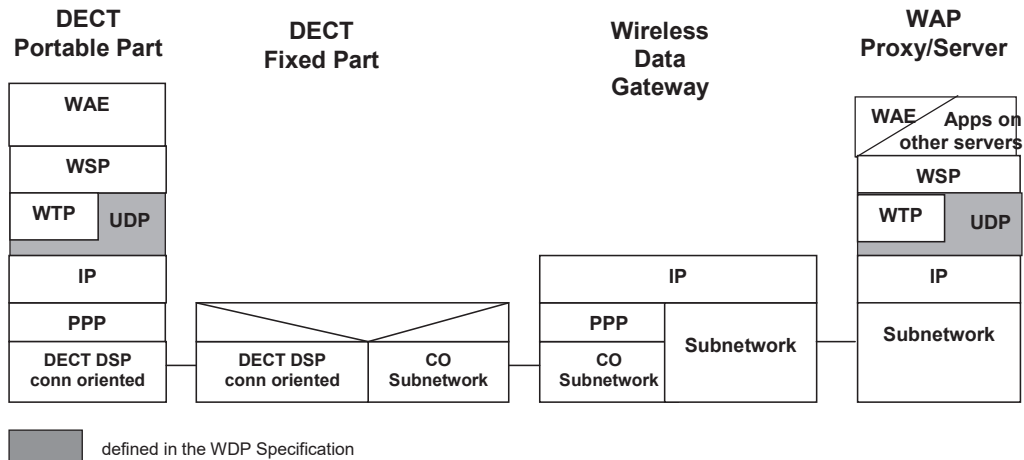 DECT
Portable Part
DECT
Fixed Part
Wireless
Data
Gateway
WAP
Proxy/Server
WAE
WSP
WTP
UDP
IP
PPP
DECT DSP
conn oriented
DECT DSP
conn oriented
CO
Subnetwork
IP
PPP
CO
Subnetwork
Subnetwork
WAE
Apps on
other servers
WSP
WTP
UDP
IP
Subnetwork
defined in the WDP Specification